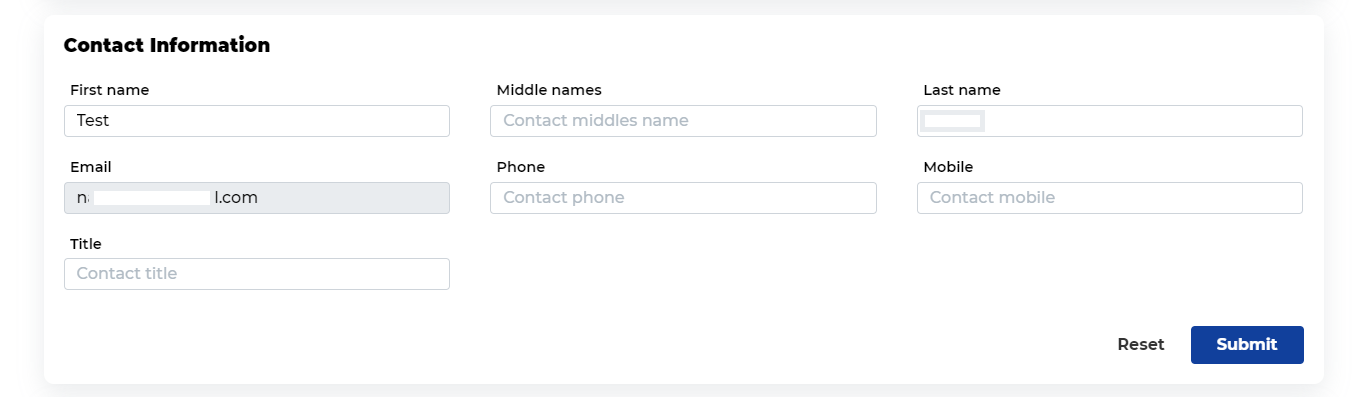 Contact Information
First name Middle names Last name
Test Contact middles name
Email Phone Mobile
l.com Contact phone Contact mobile
Title
Contact title
Reset Submit